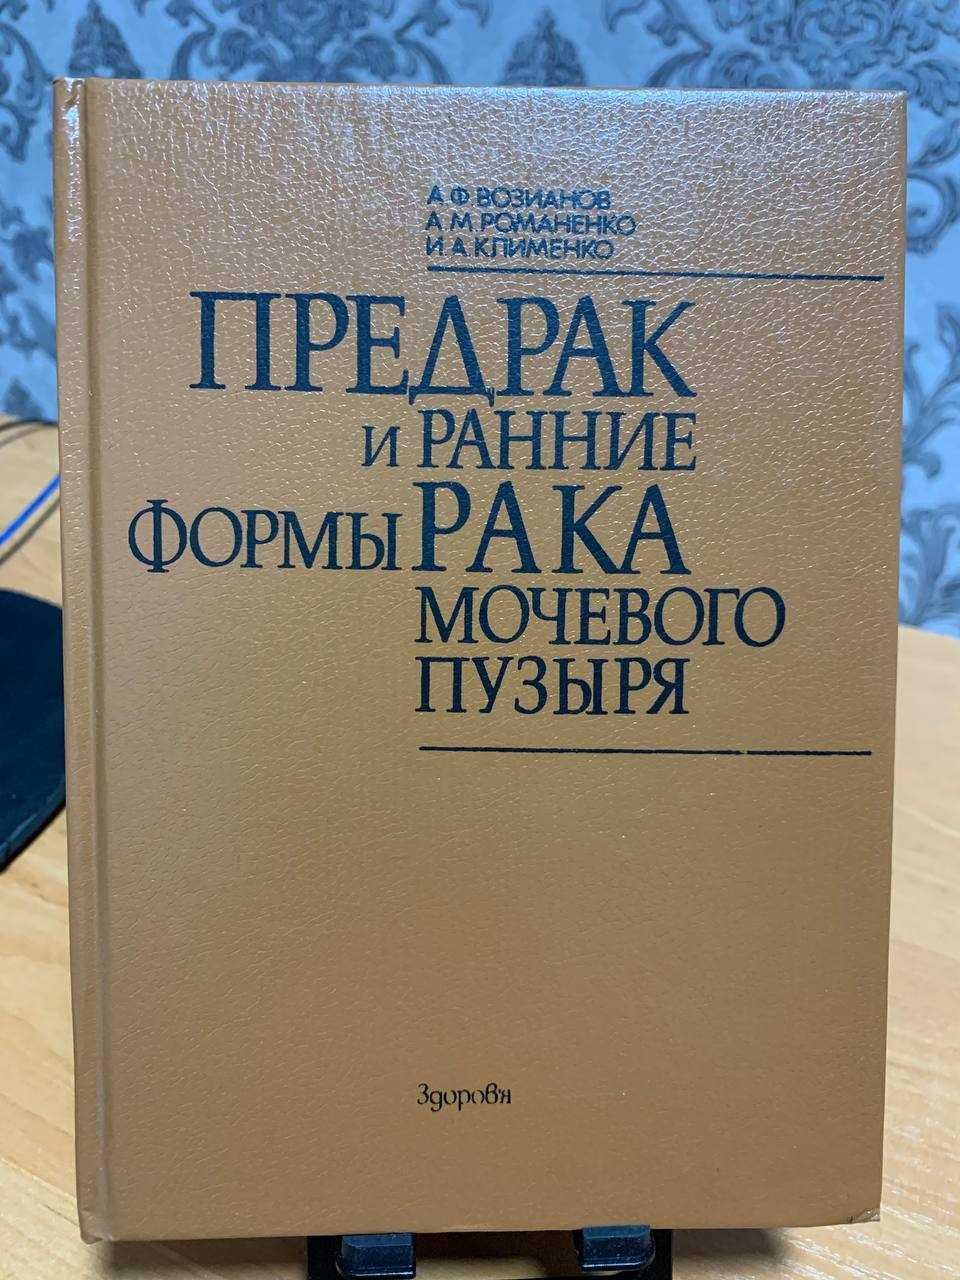 А.Ф.ВОЗИАНОВ
А.М.РОМАНЕНКО
И.А.КЛИМЕНКО
ПРЕДРАК
И РАННИЕ
ФОРМЫ РАКА
МОЧЕВОГО
ПУЗЫРЯ
Здоров'я